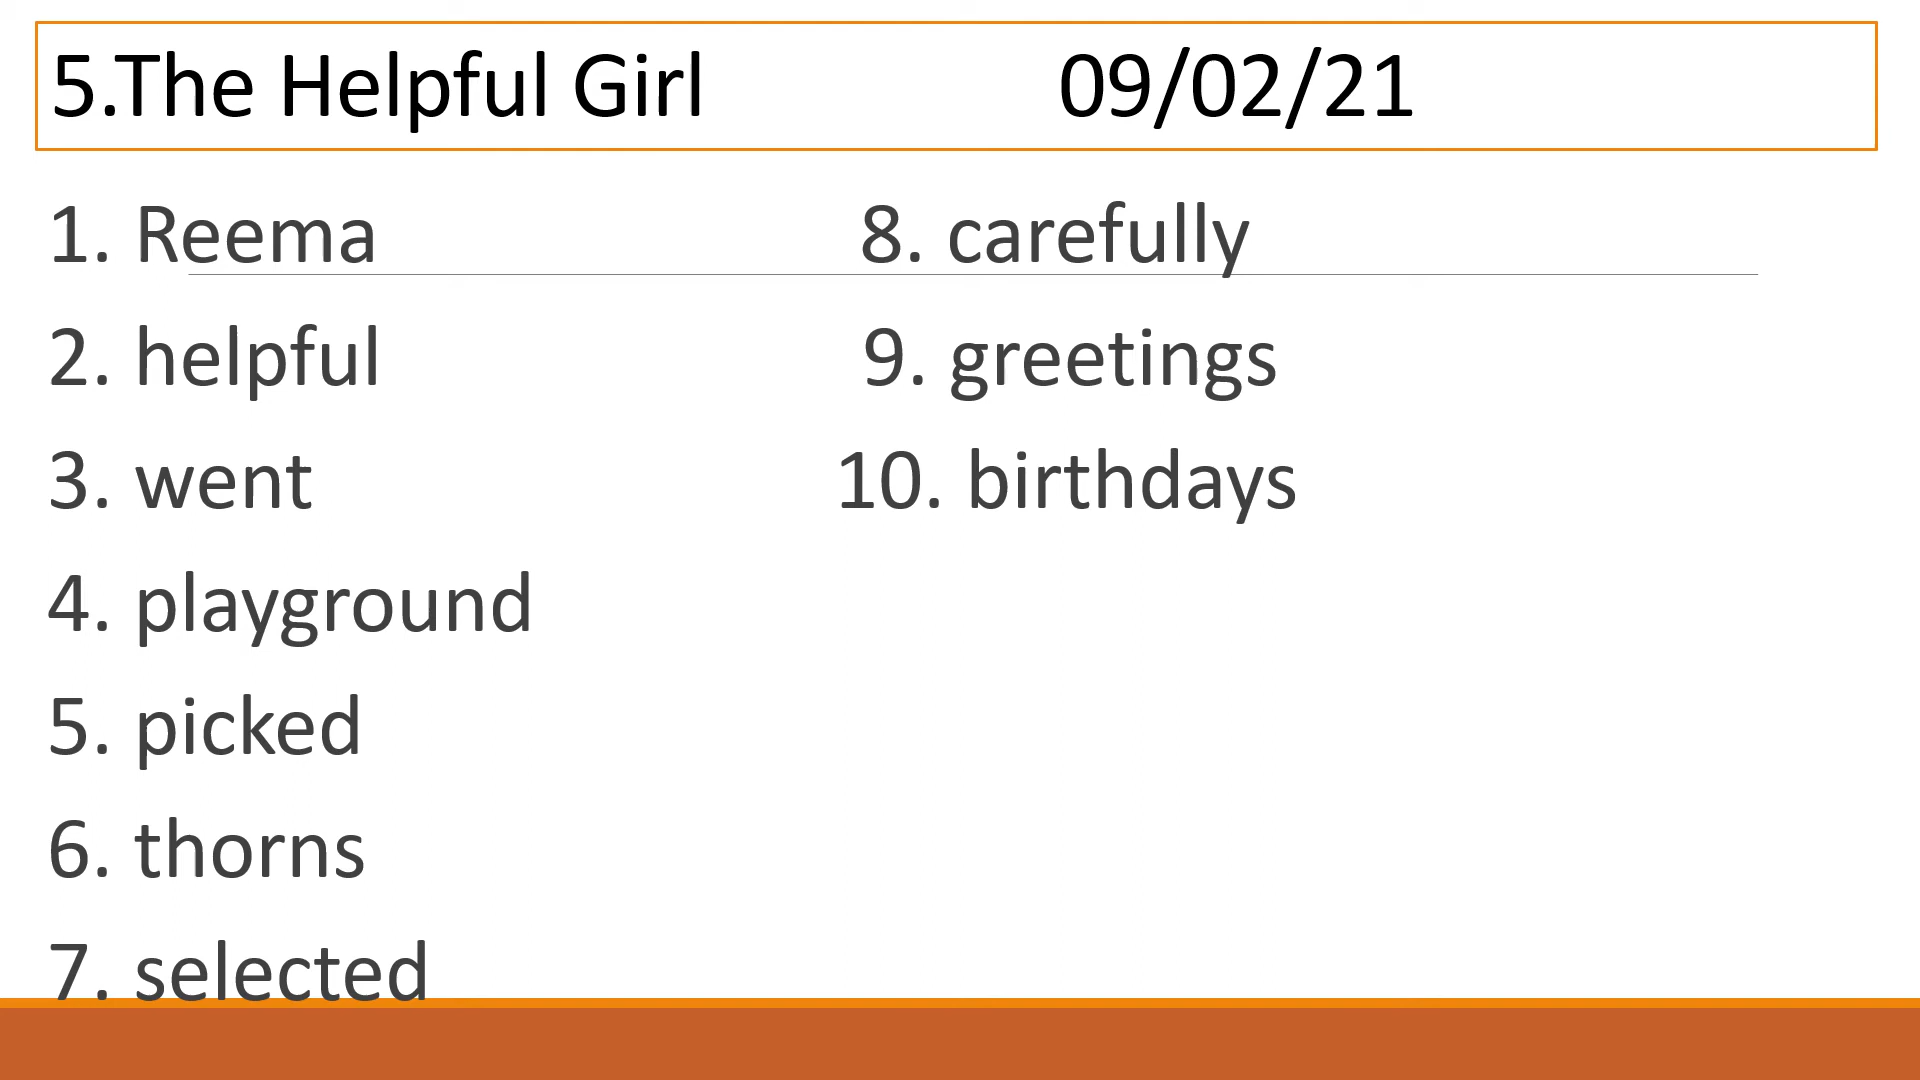 5.The Helpful Girl 09/02/21
1. Reema
2. helpful
3. went
4. playground
5. picked
6. thorns
7. selected
8. carefully
9. greetings
10. birthdays